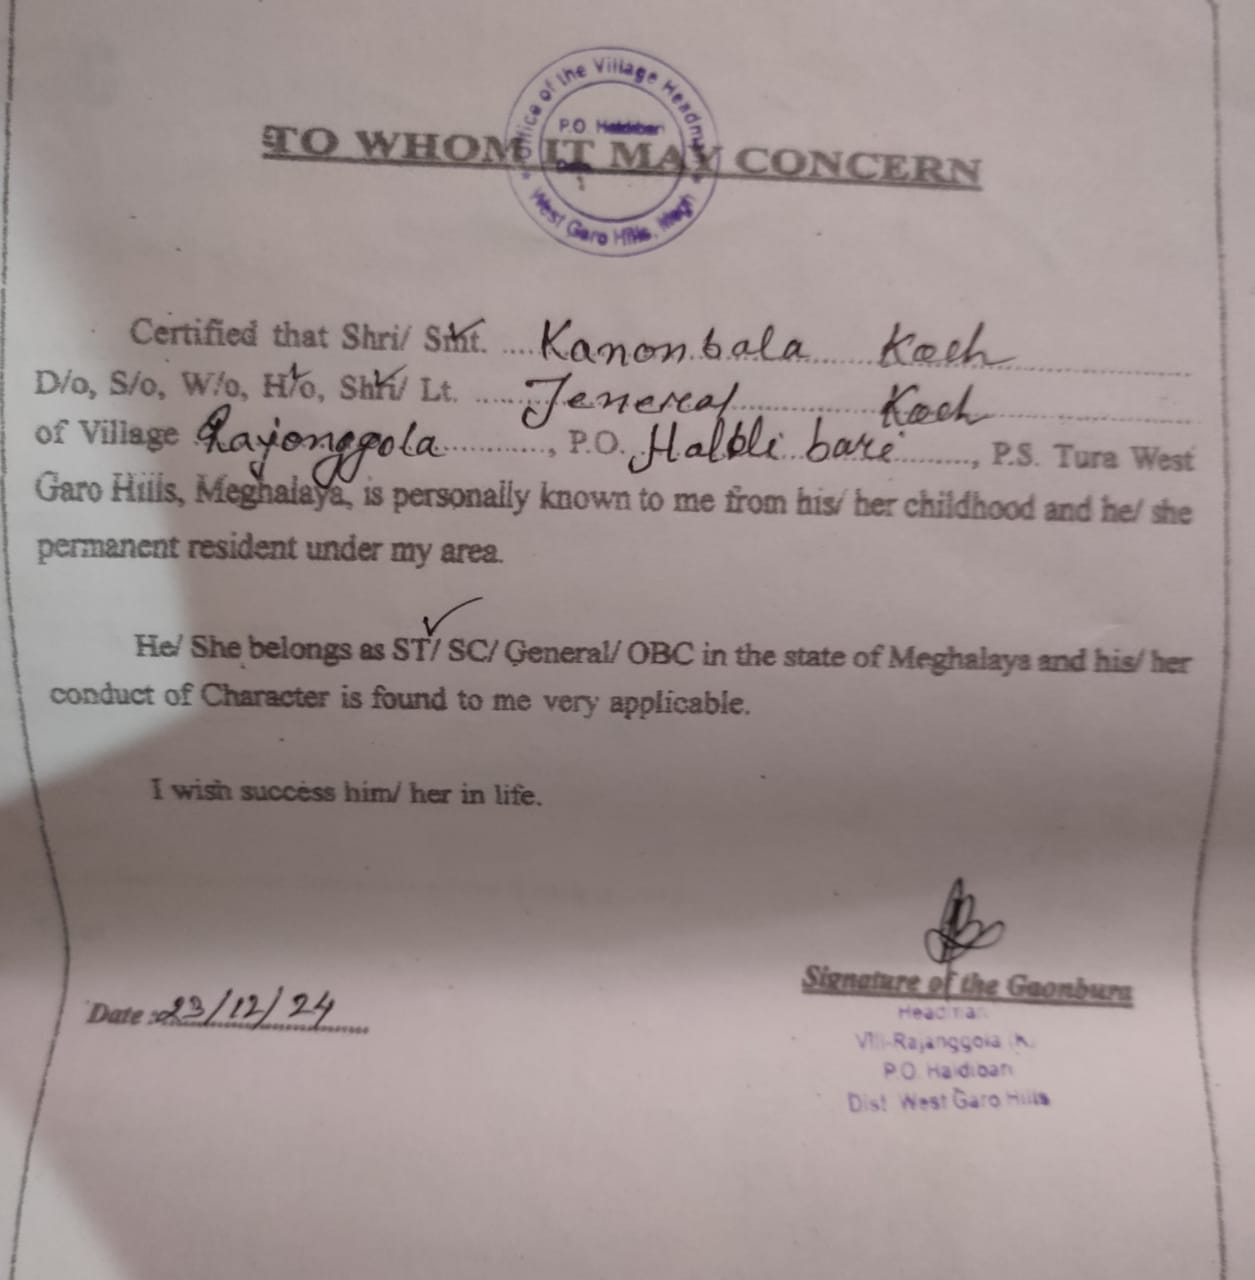 Office of the Village Headman
P.O. Haldibari
West Garo Hills, Megh
TO WHOM IT MAY CONCERN
Certified that Shri/ Smt. ....Kanonbala Koch
D/o, S/o, W/o, H/o, Shri/ Lt. ....Jenereal Koch
of Village Rajonggola............, P.O. Haldibari........., P.S. Tura West
Garo Hills, Meghalaya, is personally known to me from his/ her childhood and he/ she
permanent resident under my area.
He/ She belongs as ST/ SC/ General/ OBC in the state of Meghalaya and his/ her
conduct of Character is found to me very applicable.
I wish success him/ her in life.
Date :23/12/24
Signature of the Gaonbura
Headman
Vill-Rajanggola
P.O. Haldibari
Dist West Garo Hills